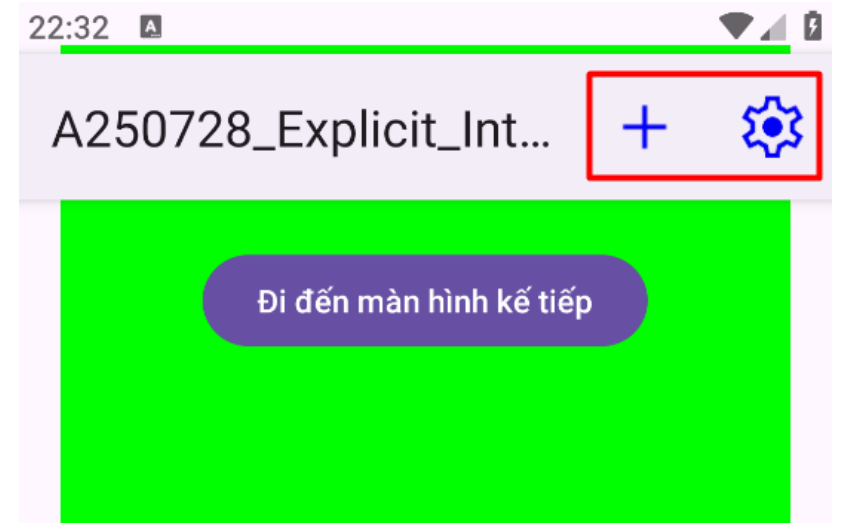 22:32 A
A250728_Explicit_Int...
Đi đến màn hình kế tiếp